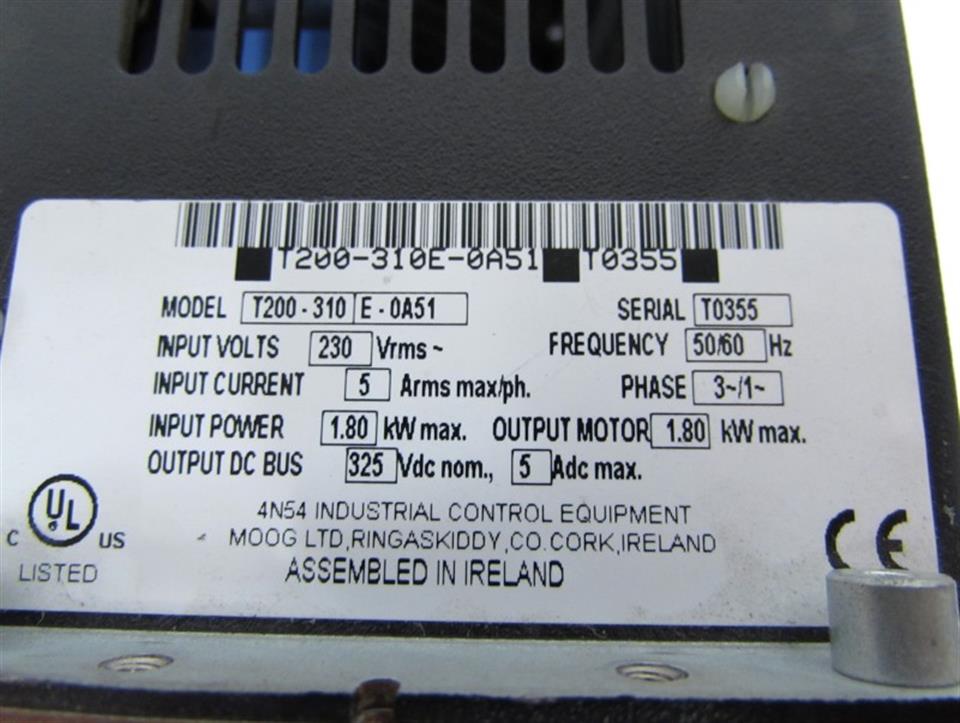 T200-310E-0A51 T0355
MODEL T200-310 E-0A51 SERIAL T0355
INPUT VOLTS 230 Vrms ~ FREQUENCY 50/60 Hz
INPUT CURRENT 5 Arms max/ph. PHASE 3~/1~
INPUT POWER 1.80 kW max. OUTPUT MOTOR 1.80 kW max.
OUTPUT DC BUS 325 Vdc nom., 5 Adc max.
4N54 INDUSTRIAL CONTROL EQUIPMENT
MOOG LTD,RINGASKIDDY,CO.CORK,IRELAND
ASSEMBLED IN IRELAND
C UL US
LISTED
CE